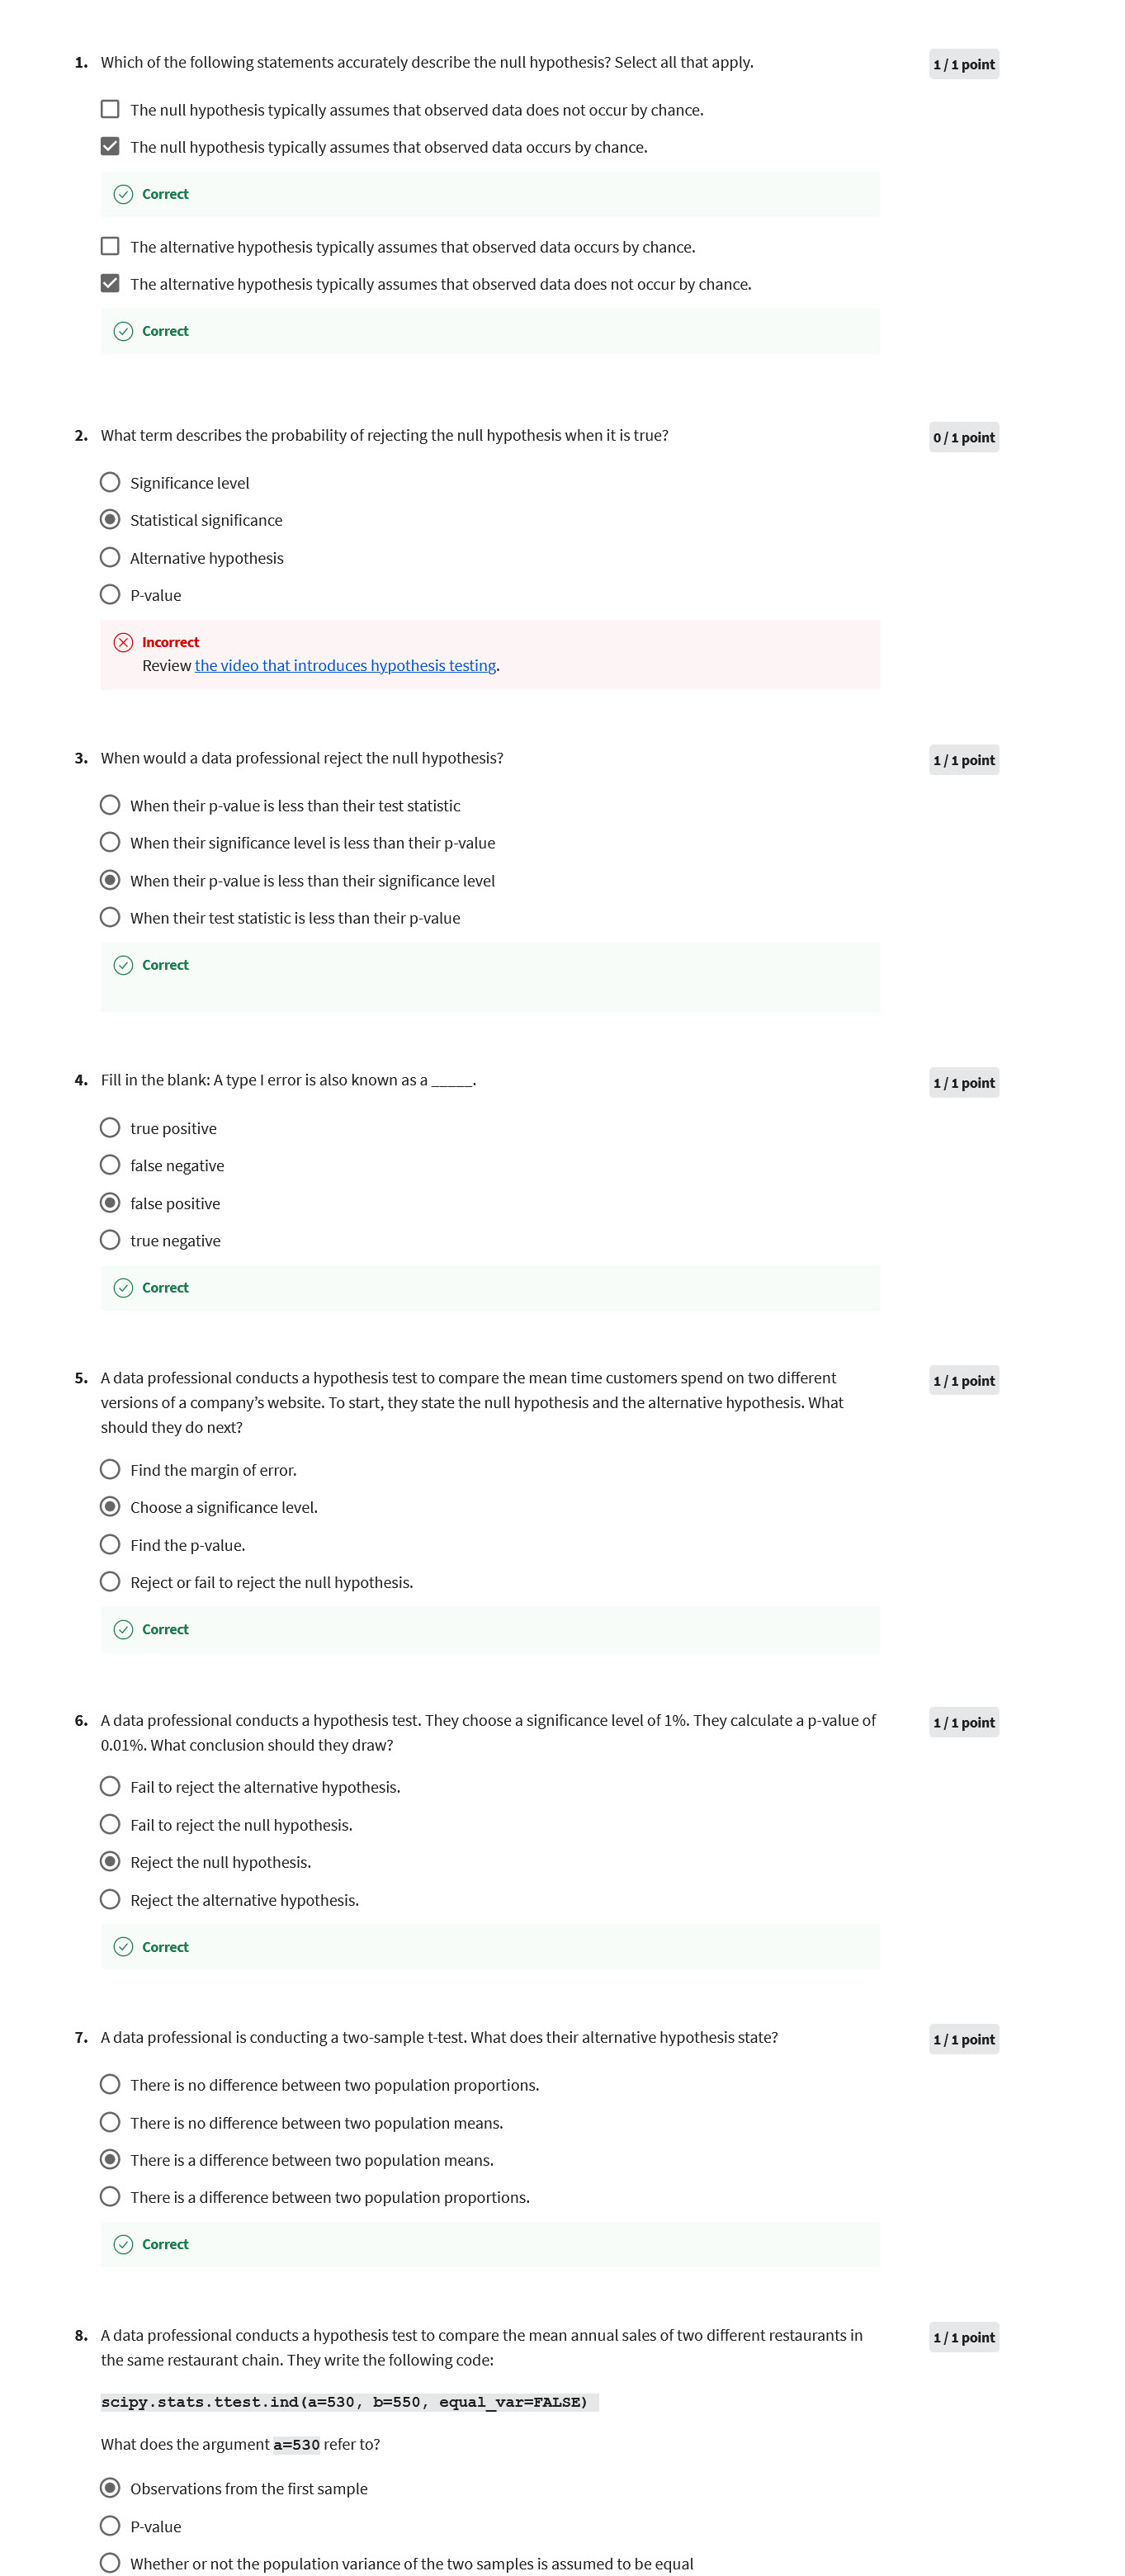 1. Which of the following statements accurately describe the null hypothesis? Select all that apply.
1 / 1 point
The null hypothesis typically assumes that observed data does not occur by chance.
The null hypothesis typically assumes that observed data occurs by chance.
Correct
The alternative hypothesis typically assumes that observed data occurs by chance.
The alternative hypothesis typically assumes that observed data does not occur by chance.
Correct
2. What term describes the probability of rejecting the null hypothesis when it is true?
0 / 1 point
Significance level
Statistical significance
Alternative hypothesis
P-value
Incorrect
Review the video that introduces hypothesis testing.
3. When would a data professional reject the null hypothesis?
1 / 1 point
When their p-value is less than their test statistic
When their significance level is less than their p-value
When their p-value is less than their significance level
When their test statistic is less than their p-value
Correct
4. Fill in the blank: A type I error is also known as a _____.
1 / 1 point
true positive
false negative
false positive
true negative
Correct
5. A data professional conducts a hypothesis test to compare the mean time customers spend on two different
versions of a company’s website. To start, they state the null hypothesis and the alternative hypothesis. What
should they do next?
1 / 1 point
Find the margin of error.
Choose a significance level.
Find the p-value.
Reject or fail to reject the null hypothesis.
Correct
6. A data professional conducts a hypothesis test. They choose a significance level of 1%. They calculate a p-value of
0.01%. What conclusion should they draw?
1 / 1 point
Fail to reject the alternative hypothesis.
Fail to reject the null hypothesis.
Reject the null hypothesis.
Reject the alternative hypothesis.
Correct
7. A data professional is conducting a two-sample t-test. What does their alternative hypothesis state?
1 / 1 point
There is no difference between two population proportions.
There is no difference between two population means.
There is a difference between two population means.
There is a difference between two population proportions.
Correct
8. A data professional conducts a hypothesis test to compare the mean annual sales of two different restaurants in
the same restaurant chain. They write the following code:
1 / 1 point
scipy.stats.ttest.ind(a=530, b=550, equal_var=FALSE)
What does the argument a=530 refer to?
Observations from the first sample
P-value
Whether or not the population variance of the two samples is assumed to be equal